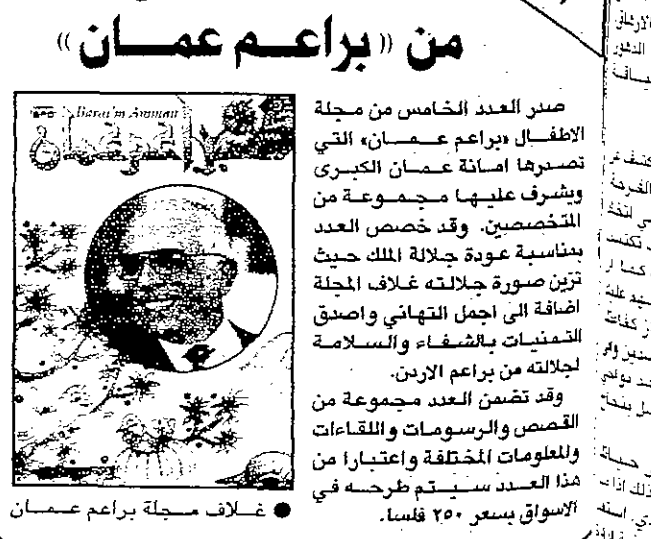 من «براعم عمان»
صدر العدد الخامس من مجلة
الاطفال «براعم عمان» التي
تصدرها امانة عمان الكبرى
ويشرف عليها مجموعة من
المتخصصين. وقد خصص العدد
بمناسبة عودة جلالة الملك حيث
تزين صورة جلالته غلاف المجلة
اضافة الى اجمل التهاني واصدق
التمنيات بالشفاء والسلامة
لجلالته من براعم الاردن.
وقد تضمن العدد مجموعة من
القصص والرسومات واللقاءات
والمعلومات المختلفة واعتبارا من
هذا العدد سيتم طرحه في
الاسواق بسعر ٢٥٠ فلسا.
Bara'm Amman
● غلاف مجلة براعم عمان